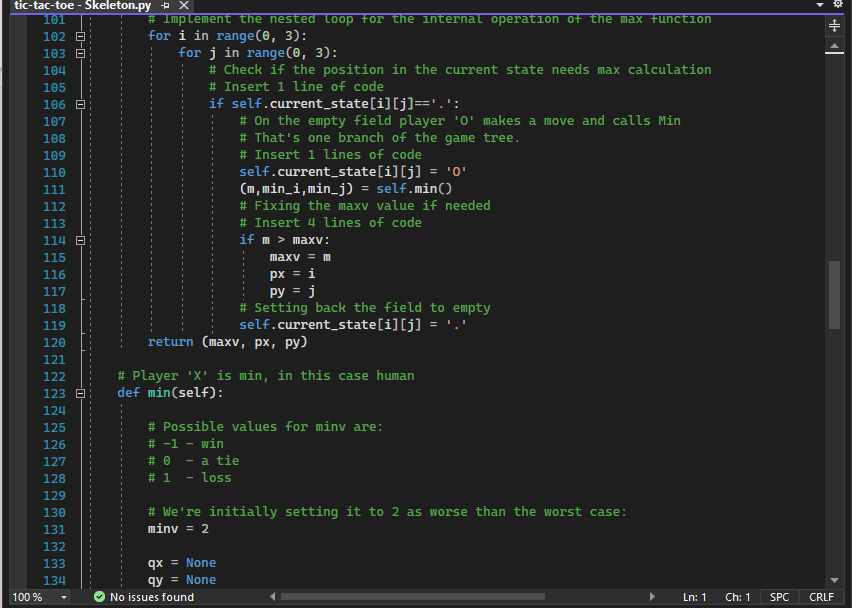 tic-tac-toe - Skeleton.py
101 # Implement the nested loop for the internal operation of the max function
102 for i in range(0, 3):
103 for j in range(0, 3):
104 # Check if the position in the current state needs max calculation
105 # Insert 1 line of code
106 if self.current_state[i][j]=='.':
107 # On the empty field player 'O' makes a move and calls Min
108 # That's one branch of the game tree.
109 # Insert 1 lines of code
110 self.current_state[i][j] = 'O'
111 (m,min_i,min_j) = self.min()
112 # Fixing the maxv value if needed
113 # Insert 4 lines of code
114 if m > maxv:
115 maxv = m
116 px = i
117 py = j
118 # Setting back the field to empty
119 self.current_state[i][j] = '.'
120 return (maxv, px, py)
121
122 # Player 'X' is min, in this case human
123 def min(self):
124
125 # Possible values for minv are:
126 # -1 - win
127 # 0  - a tie
128 # 1  - loss
129
130 # We're initially setting it to 2 as worse than the worst case:
131 minv = 2
132
133 qx = None
134 qy = None
100 % No issues found Ln: 1 Ch: 1 SPC CRLF